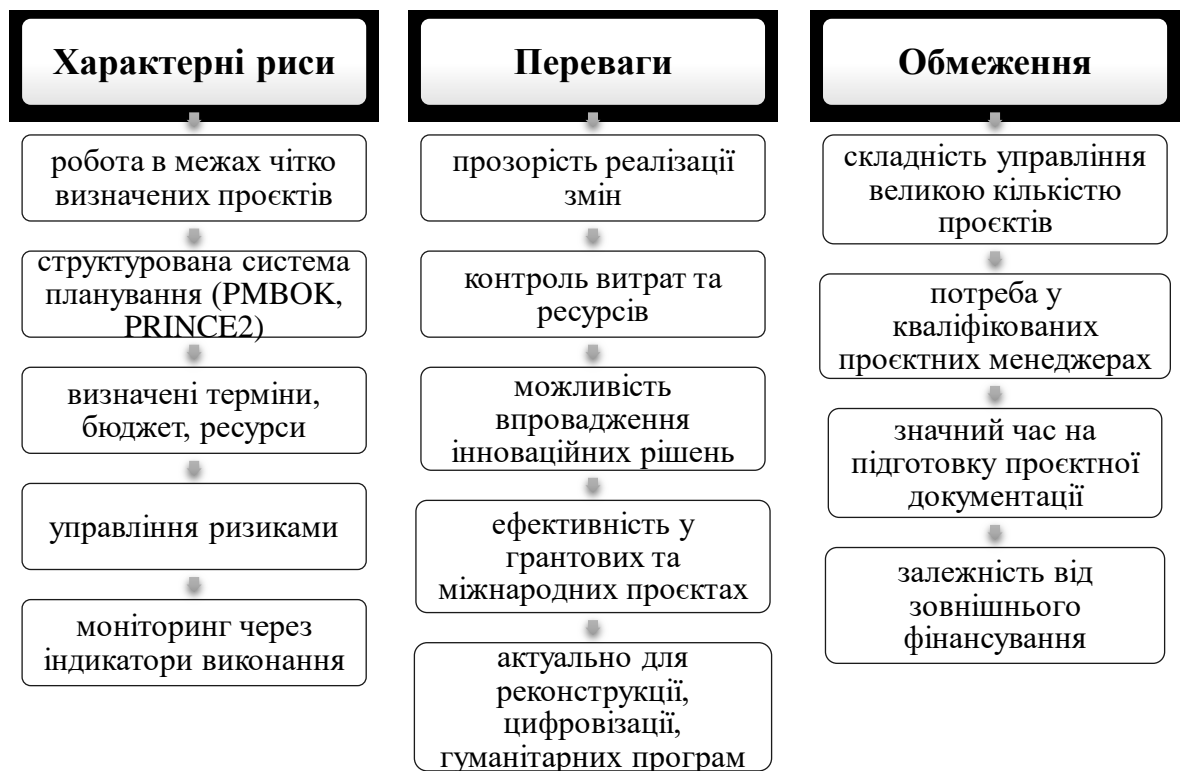 Характерні риси
робота в межах чітко
визначених проєктів
структурована система
планування (PMBOK,
PRINCE2)
визначені терміни,
бюджет, ресурси
управління ризиками
моніторинг через
індикатори виконання
Переваги
прозорість реалізації
змін
контроль витрат та
ресурсів
можливість
впровадження
інноваційних рішень
ефективність у
грантових та
міжнародних проєктах
актуально для
реконструкції,
цифровізації,
гуманітарних програм
Обмеження
складність управління
великою кількістю
проєктів
потреба у
кваліфікованих
проєктних менеджерах
значний час на
підготовку проєктної
документації
залежність від
зовнішнього
фінансування